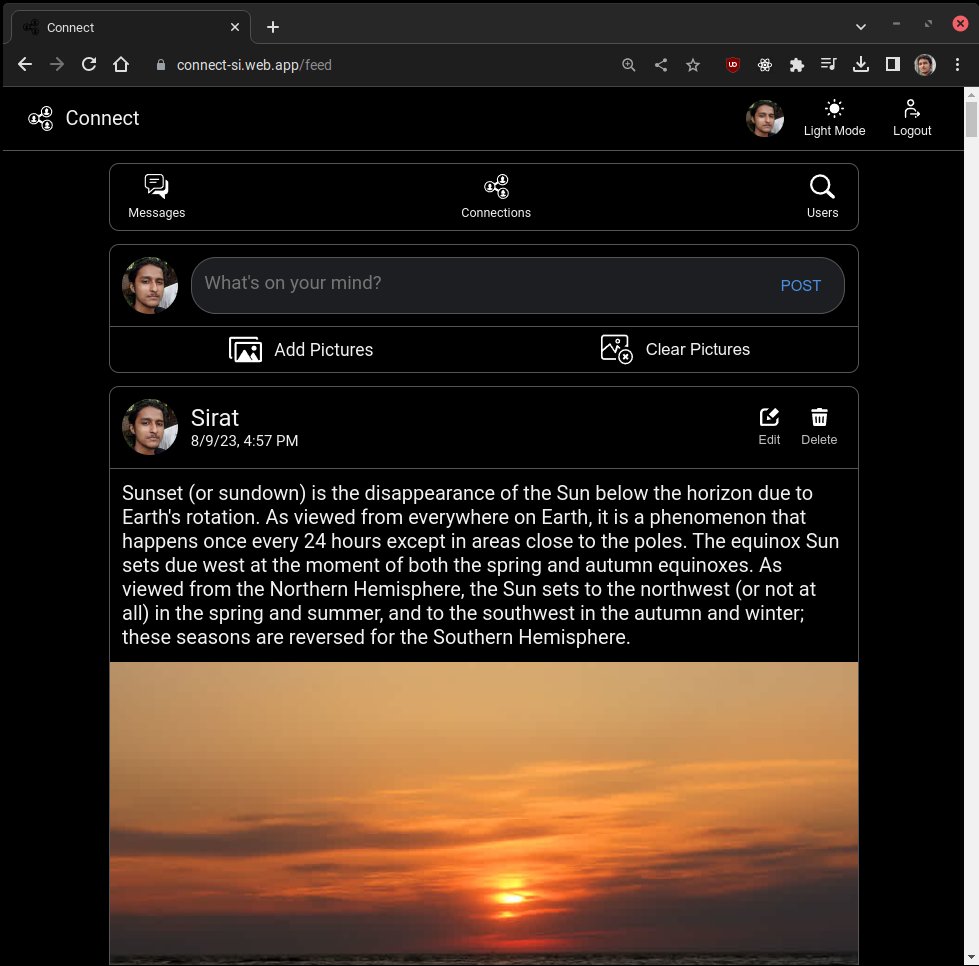 Connect
connect-si.web.app/feed
Connect
Light Mode
Logout
Messages
Connections
Users
What's on your mind?
POST
Add Pictures
Clear Pictures
Sirat
8/9/23, 4:57 PM
Edit
Delete
Sunset (or sundown) is the disappearance of the Sun below the horizon due to
Earth's rotation. As viewed from everywhere on Earth, it is a phenomenon that
happens once every 24 hours except in areas close to the poles. The equinox Sun
sets due west at the moment of both the spring and autumn equinoxes. As
viewed from the Northern Hemisphere, the Sun sets to the northwest (or not at
all) in the spring and summer, and to the southwest in the autumn and winter;
these seasons are reversed for the Southern Hemisphere.